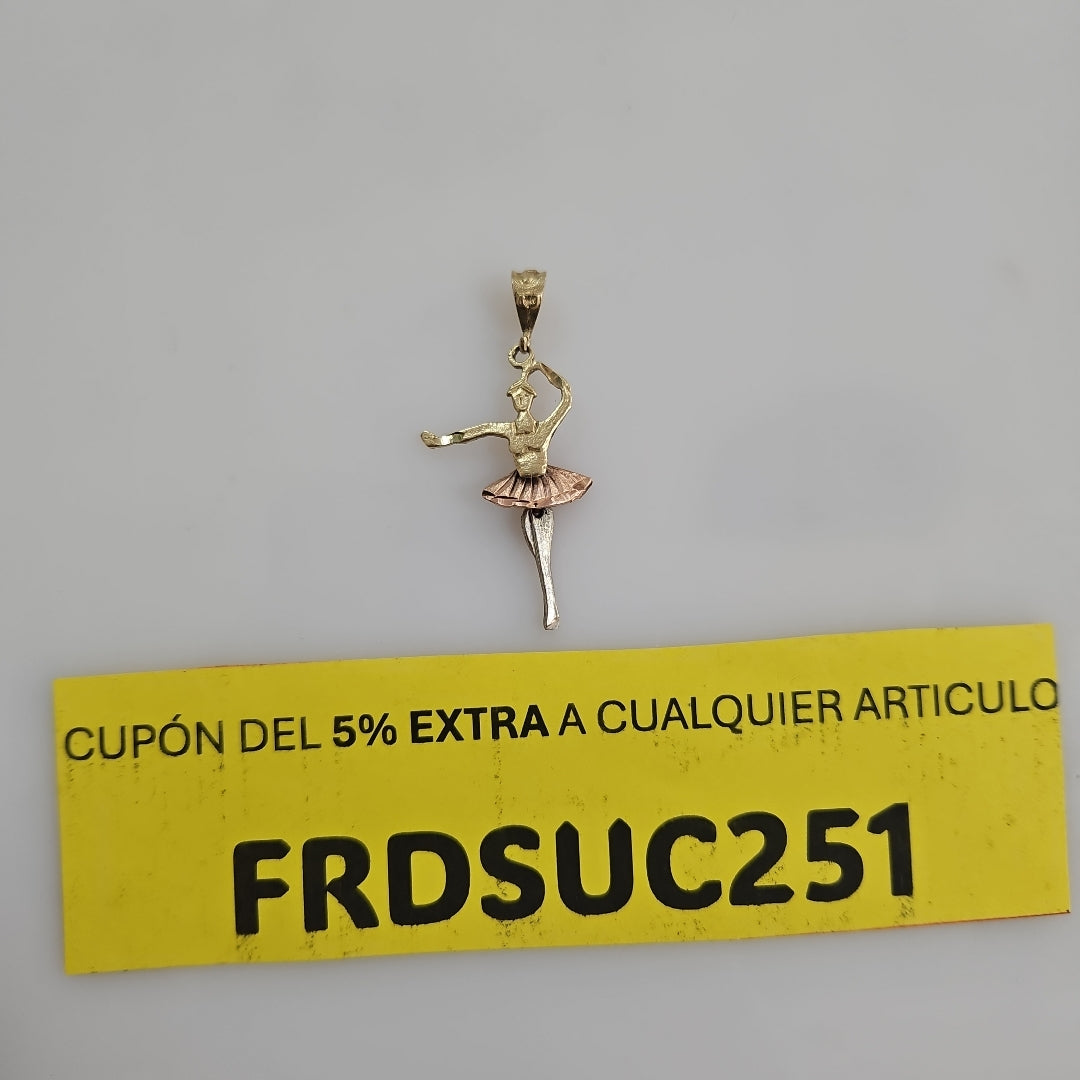 CUPÓN DEL 5% EXTRA A CUALQUIER ARTICULO
FRDSUC251